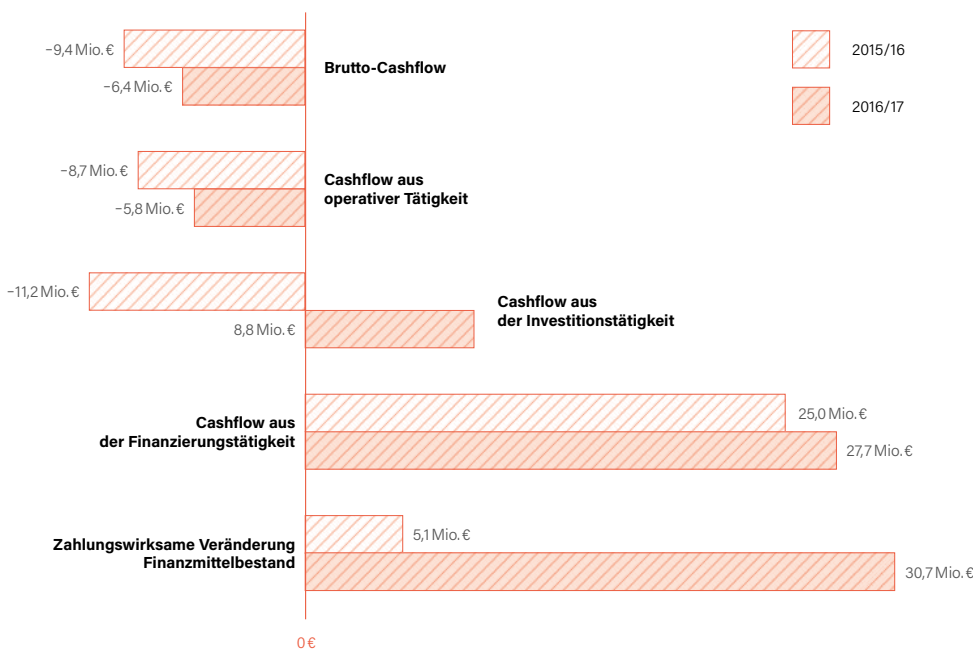 −9,4 Mio. €
−6,4 Mio. €
Brutto-Cashflow
2015/16
2016/17
−8,7 Mio. €
−5,8 Mio. €
Cashflow aus
operativer Tätigkeit
−11,2 Mio. €
8,8 Mio. €
Cashflow aus
der Investitionstätigkeit
Cashflow aus
der Finanzierungstätigkeit
25,0 Mio. €
27,7 Mio. €
Zahlungswirksame Veränderung
Finanzmittelbestand
5,1 Mio. €
30,7 Mio. €
0 €